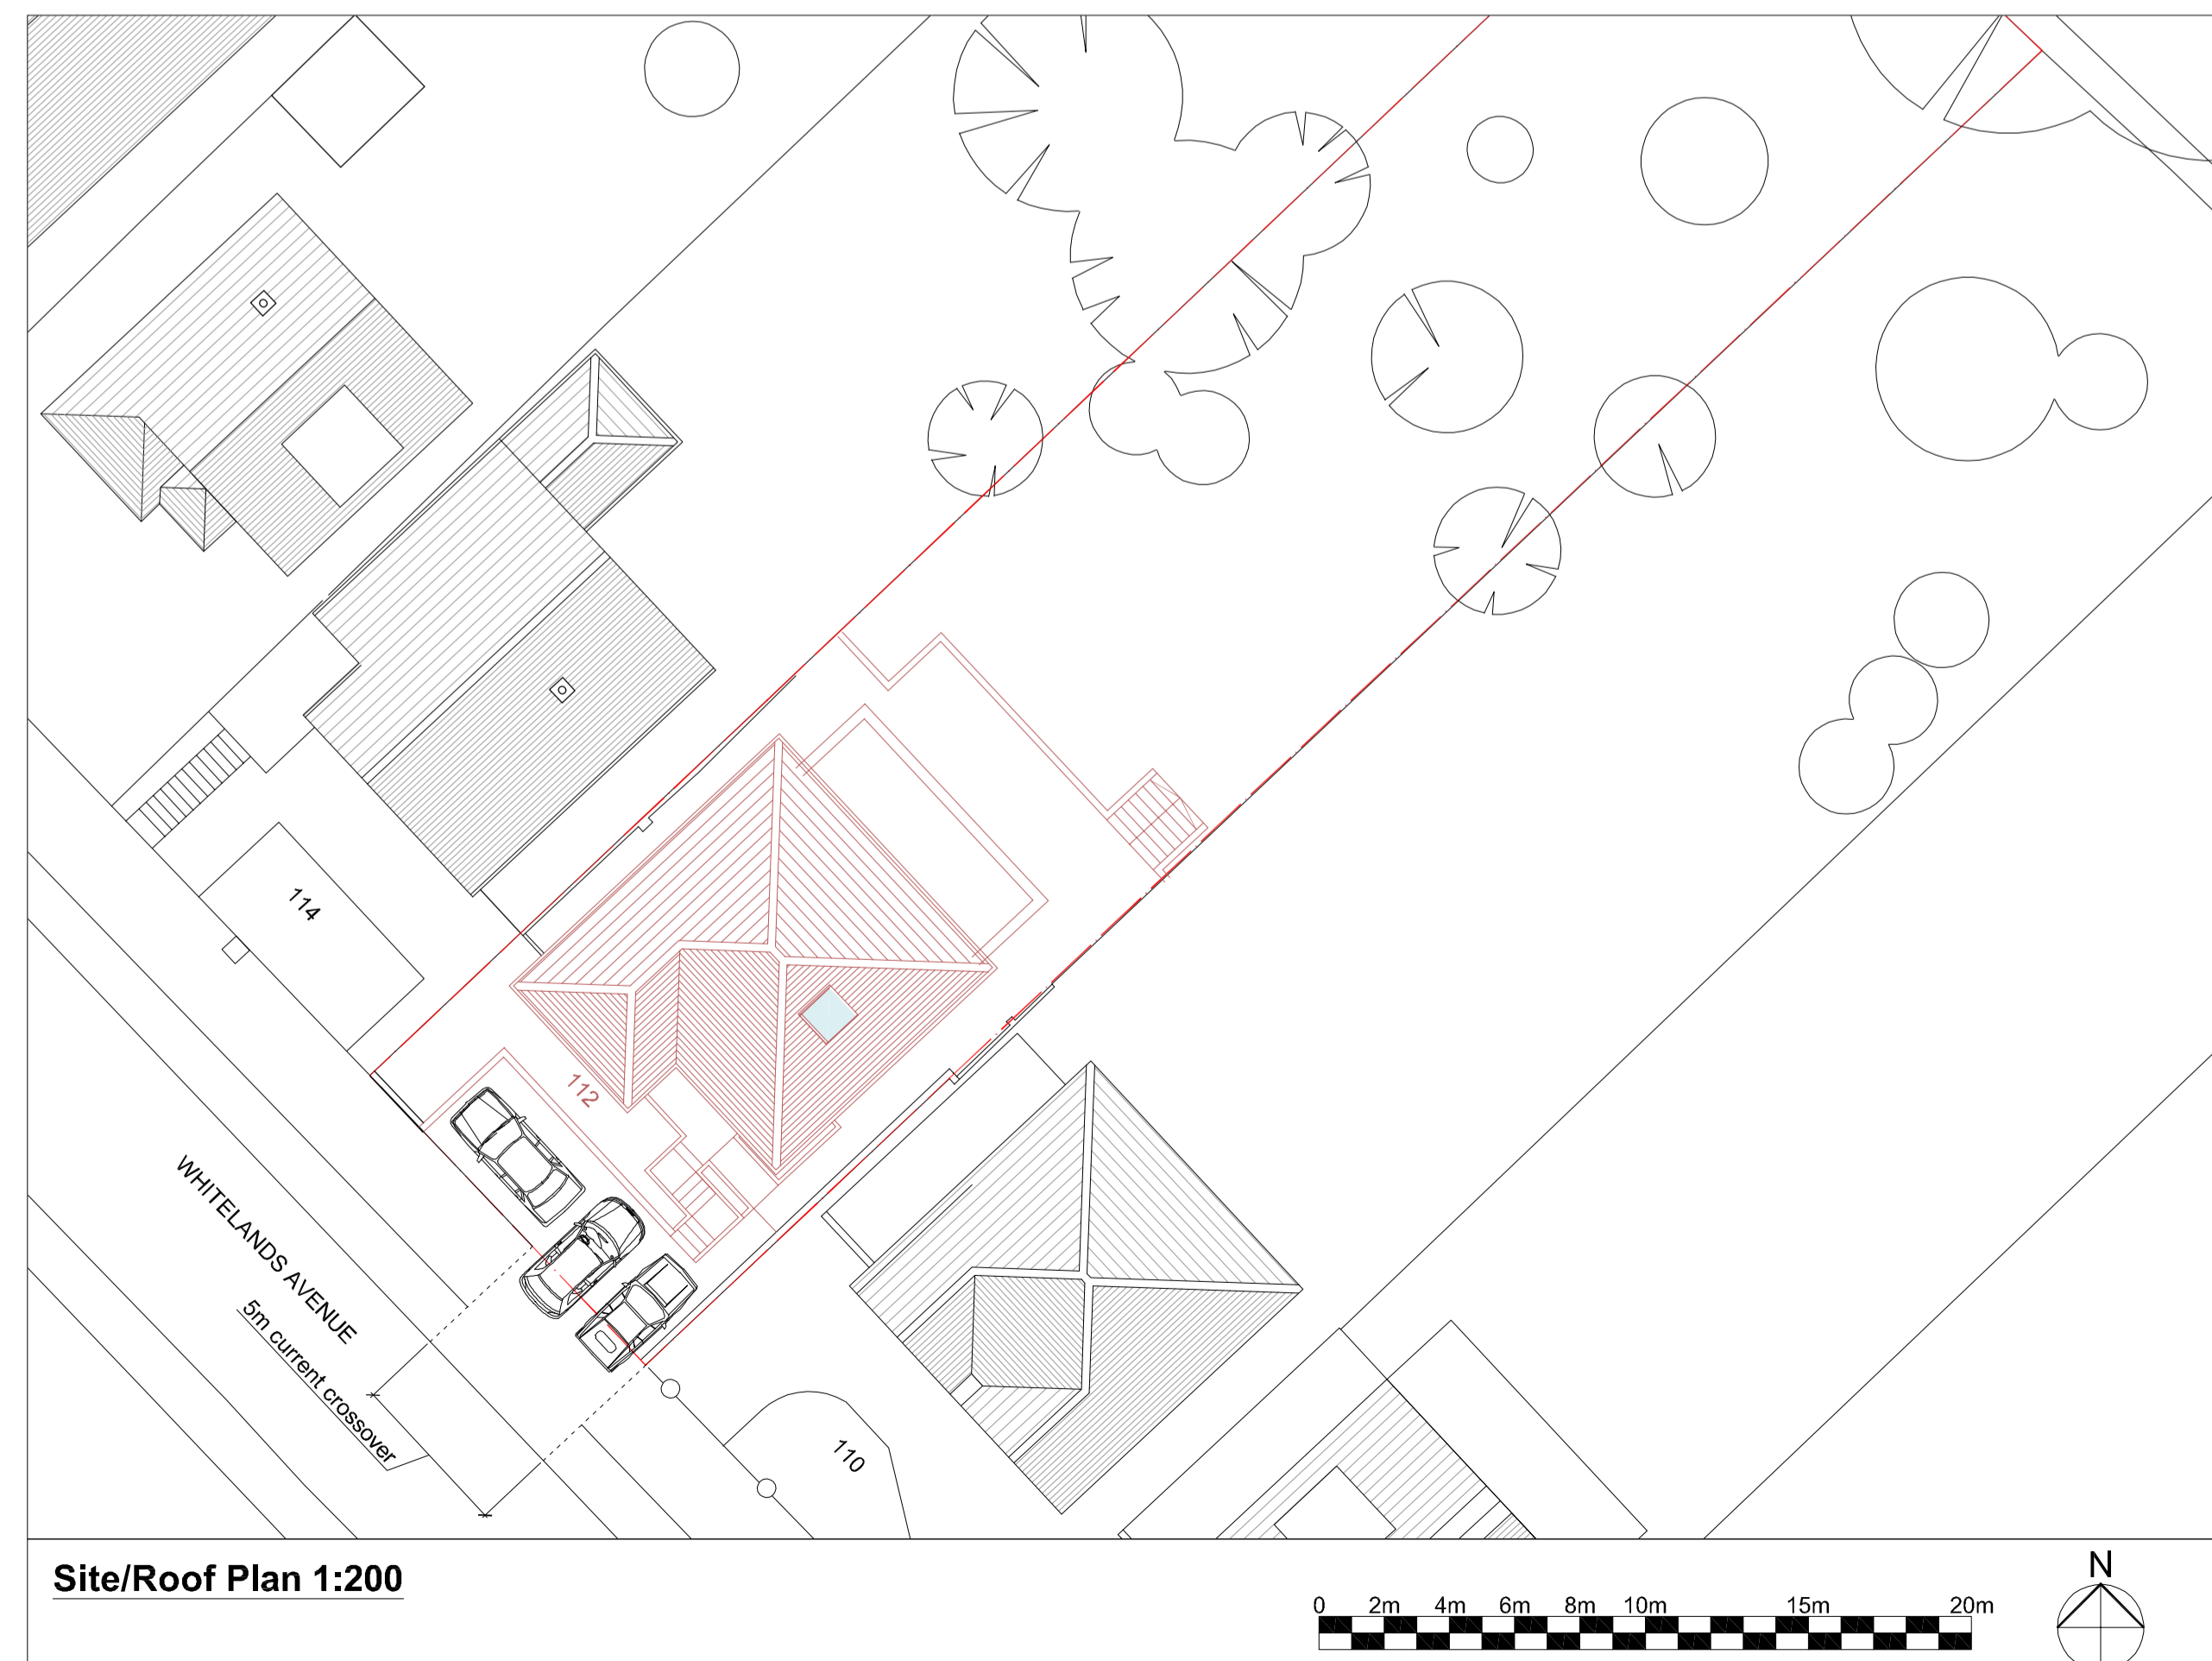 114
112
WHITELANDS AVENUE
5m current crossover
110
Site/Roof Plan 1:200
0 2m 4m 6m 8m 10m 15m 20m
N